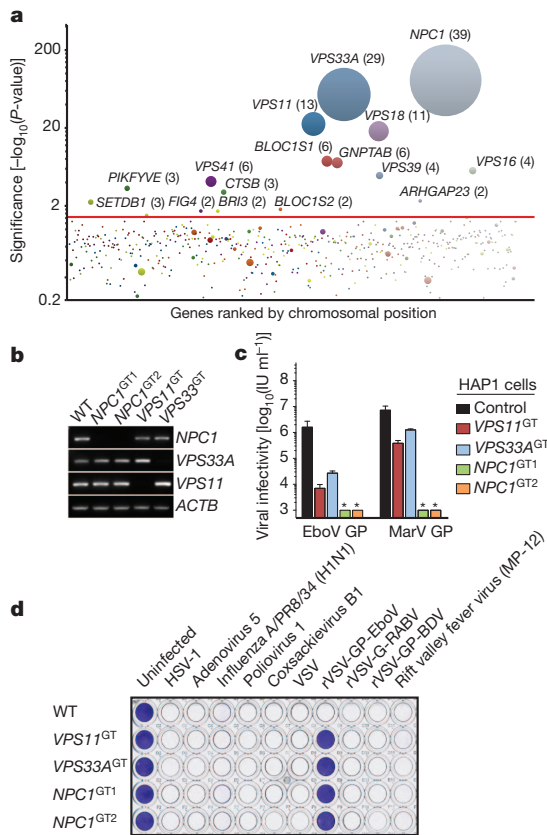 a
200
20
2
0.2
Significance [−log10(P-value)]
NPC1 (39)
VPS33A (29)
VPS11 (13)
VPS18 (11)
BLOC1S1 (6)
GNPTAB (6)
VPS41 (6)
VPS39 (4)
VPS16 (4)
PIKFYVE (3)
CTSB (3)
ARHGAP23 (2)
SETDB1 (3)
FIG4 (2)
BRI3 (2)
BLOC1S2 (2)
Genes ranked by chromosomal position
b
WT
NPC1GT1
NPC1GT2
VPS11GT
VPS33GT
NPC1
VPS33A
VPS11
ACTB
c
Viral infectivity [log10(IU ml−1)]
7
6
5
4
3
* *
* *
EboV GP
MarV GP
HAP1 cells
Control
VPS11GT
VPS33AGT
NPC1GT1
NPC1GT2
d
Uninfected
HSV-1
Adenovirus 5
Influenza A/PR8/34 (H1N1)
Poliovirus 1
Coxsackievirus B1
VSV
rVSV-GP-EboV
rVSV-G-RABV
rVSV-GP-BDV
Rift valley fever virus (MP-12)
WT
VPS11GT
VPS33AGT
NPC1GT1
NPC1GT2